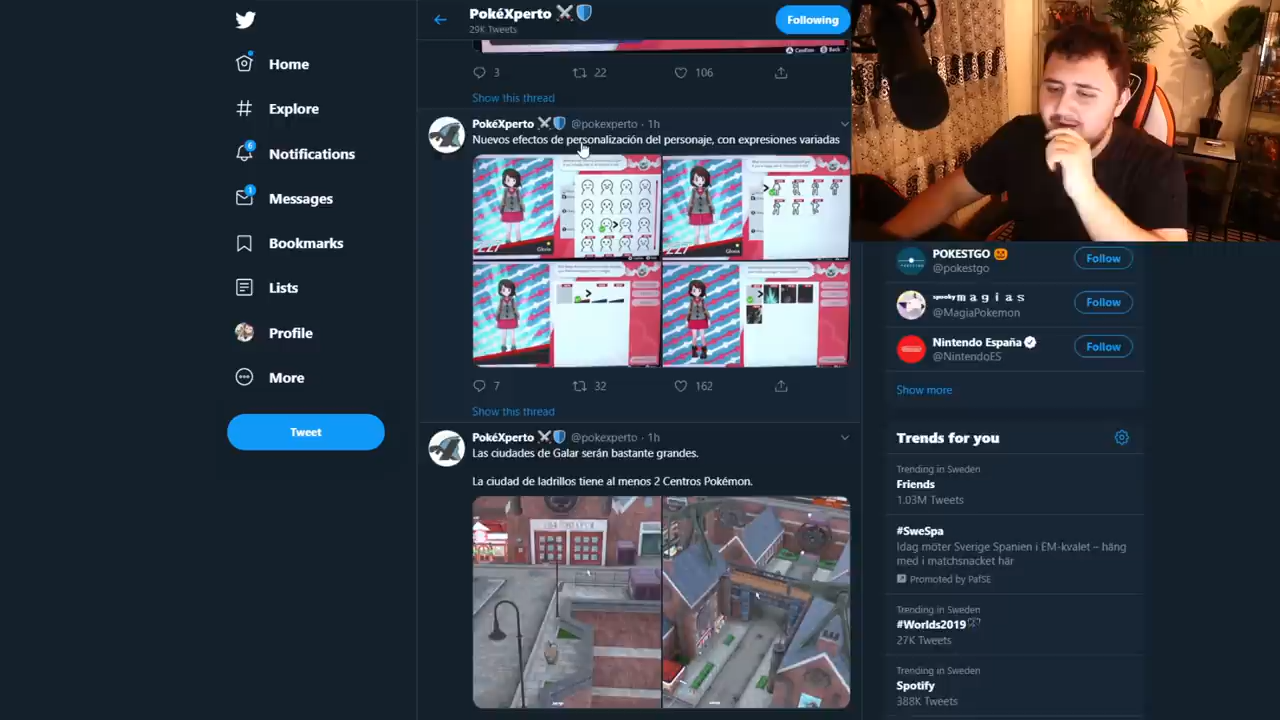 Home
Explore
6
Notifications
1
Messages
Bookmarks
Lists
Profile
More
Tweet
PokéXperto
29K Tweets
Following
3
22
106
Show this thread
PokéXperto @pokexperto · 1h
Nuevos efectos de personalización del personaje, con expresiones variadas
227
Gloria
7
32
162
Show this thread
PokéXperto @pokexperto · 1h
Las ciudades de Galar serán bastante grandes.
La ciudad de ladrillos tiene al menos 2 Centros Pokémon.
POKESTGO
@pokestgo
Follow
spooky m a g i a s
@MagiaPokemon
Follow
Nintendo España
@NintendoES
Follow
Show more
Trends for you
Trending in Sweden
Friends
1.03M Tweets
#SweSpa
Idag möter Sverige Spanien i EM-kvalet – häng
med i matchsnacket här
Promoted by PafSE
Trending in Sweden
#Worlds2019
27K Tweets
Trending in Sweden
Spotify
388K Tweets